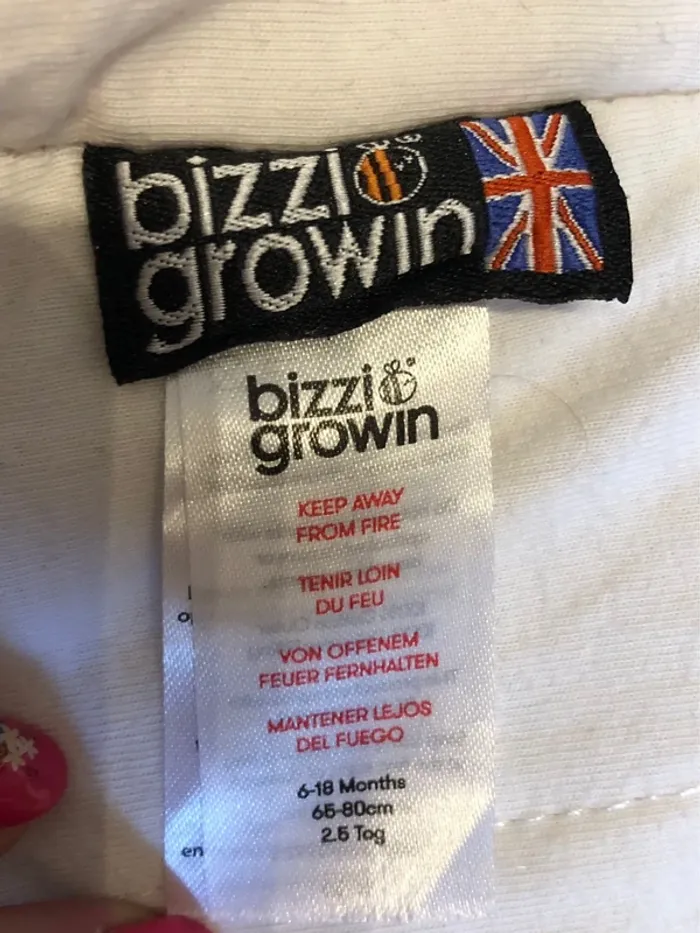 bizzi
growin
bizzi
growin
KEEP AWAY
FROM FIRE
TENIR LOIN
DU FEU
VON OFFENEM
FEUER FERNHALTEN
MANTENER LEJOS
DEL FUEGO
6-18 Months
65-80cm
2.5 Tog
en